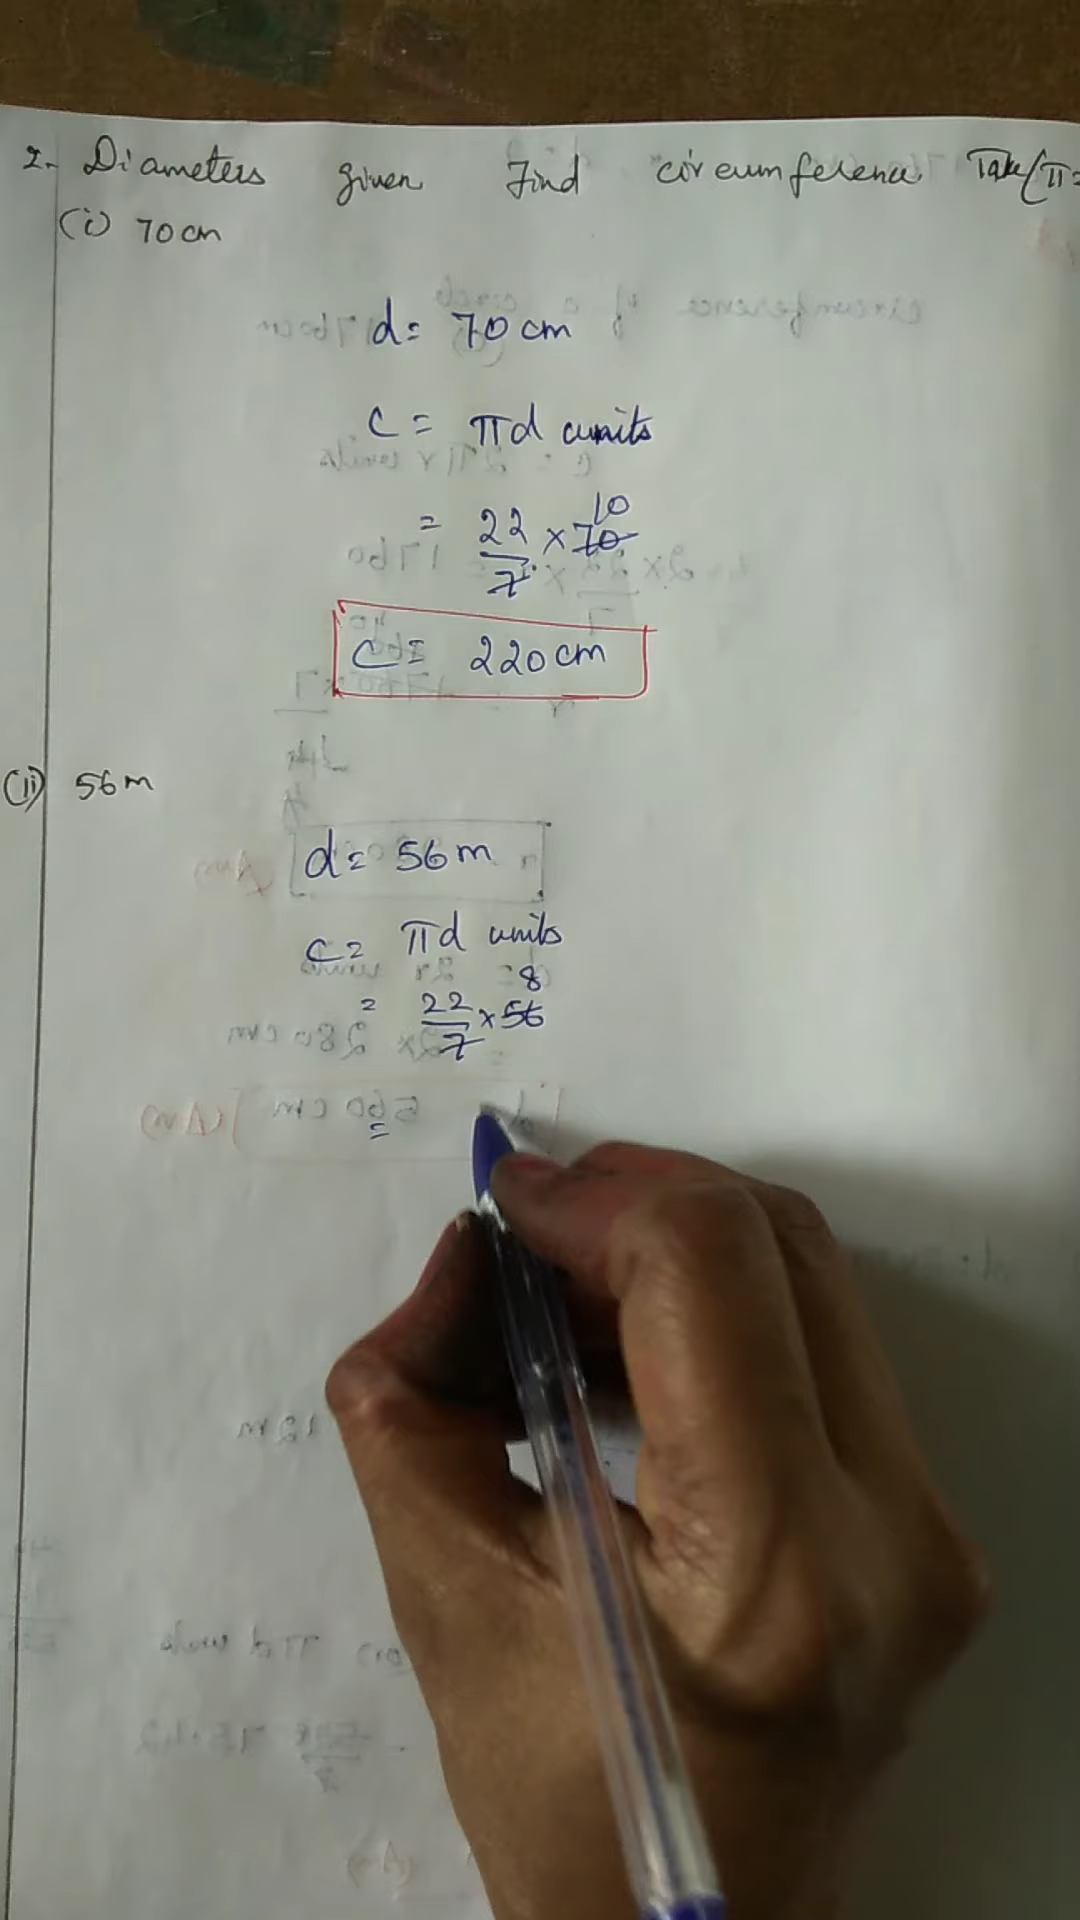 2. Diameters given find circumference Take (π=
(i) 70 cm
d= 70 cm
C= πd units
= 22/7 × 70 10
C= 220 cm
(ii) 56 m
d= 56 m
C= πd units
= 22/7 × 56 8
=